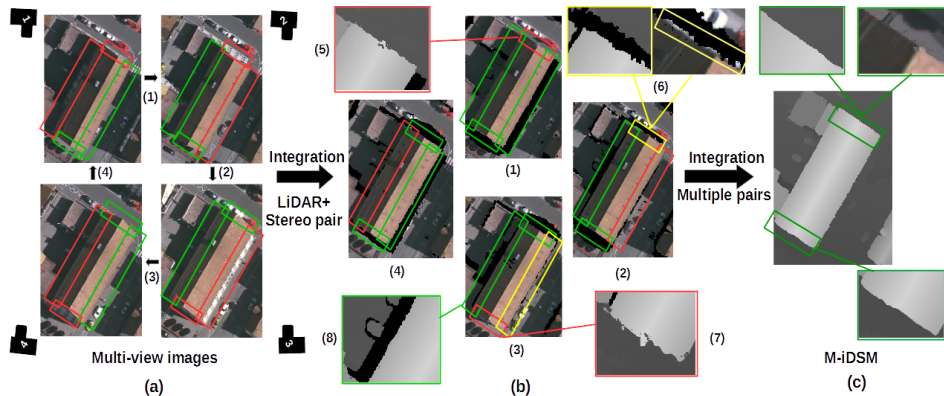 1
2
(1)
(4)
(2)
(3)
4
3
Multi-view images
(a)
Integration
LiDAR+
Stereo pair
(5)
(6)
(1)
(4)
(2)
(8)
(3)
(7)
(b)
Integration
Multiple pairs
M-iDSM
(c)